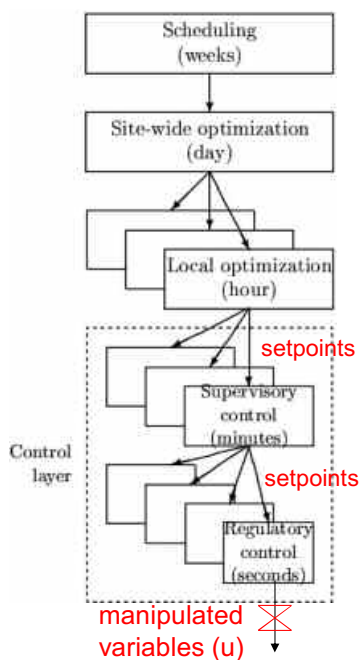 Scheduling
(weeks)
Site-wide optimization
(day)
Local optimization
(hour)
setpoints
Supervisory
control
(minutes)
Control
layer
setpoints
Regulatory
control
(seconds)
manipulated
variables (u)